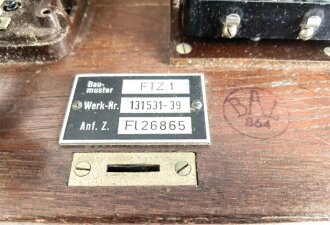 Bau-
muster FTZ.1
Werk-Nr. 131531-39
Anf. Z. Fl26865
BAL
864